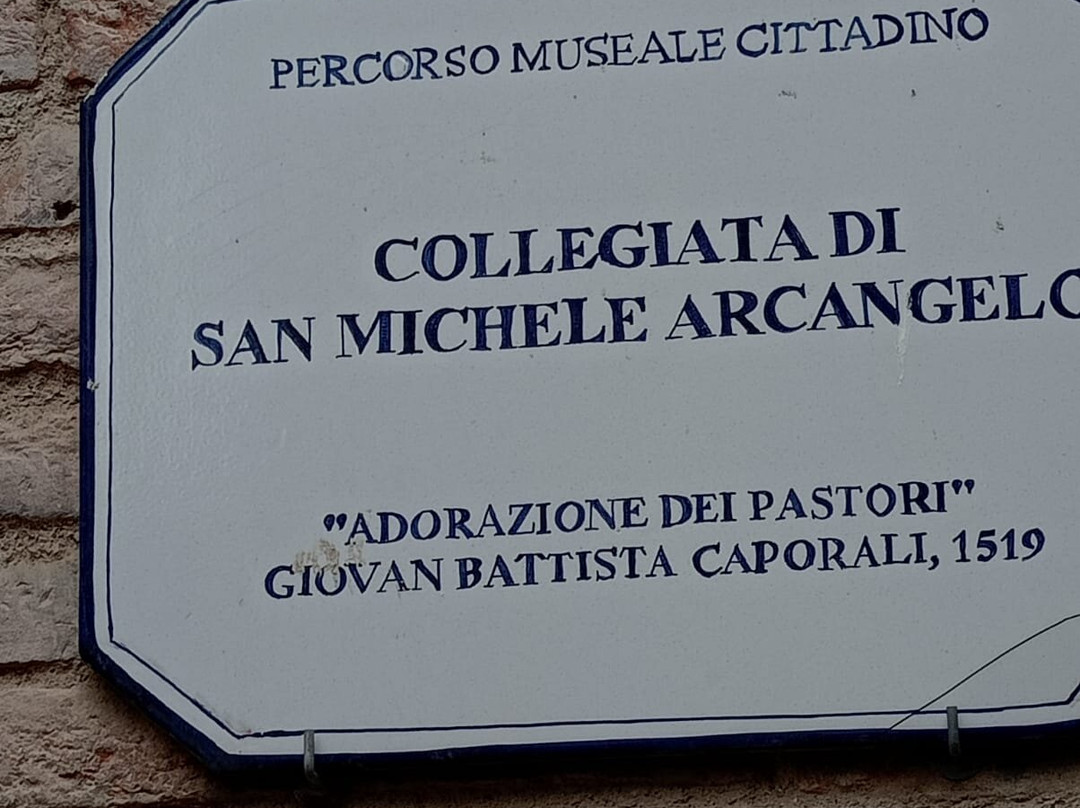 PERCORSO MUSEALE CITTADINO
COLLEGIATA DI
SAN MICHELE ARCANGELO
"ADORAZIONE DEI PASTORI"
GIOVAN BATTISTA CAPORALI, 1519